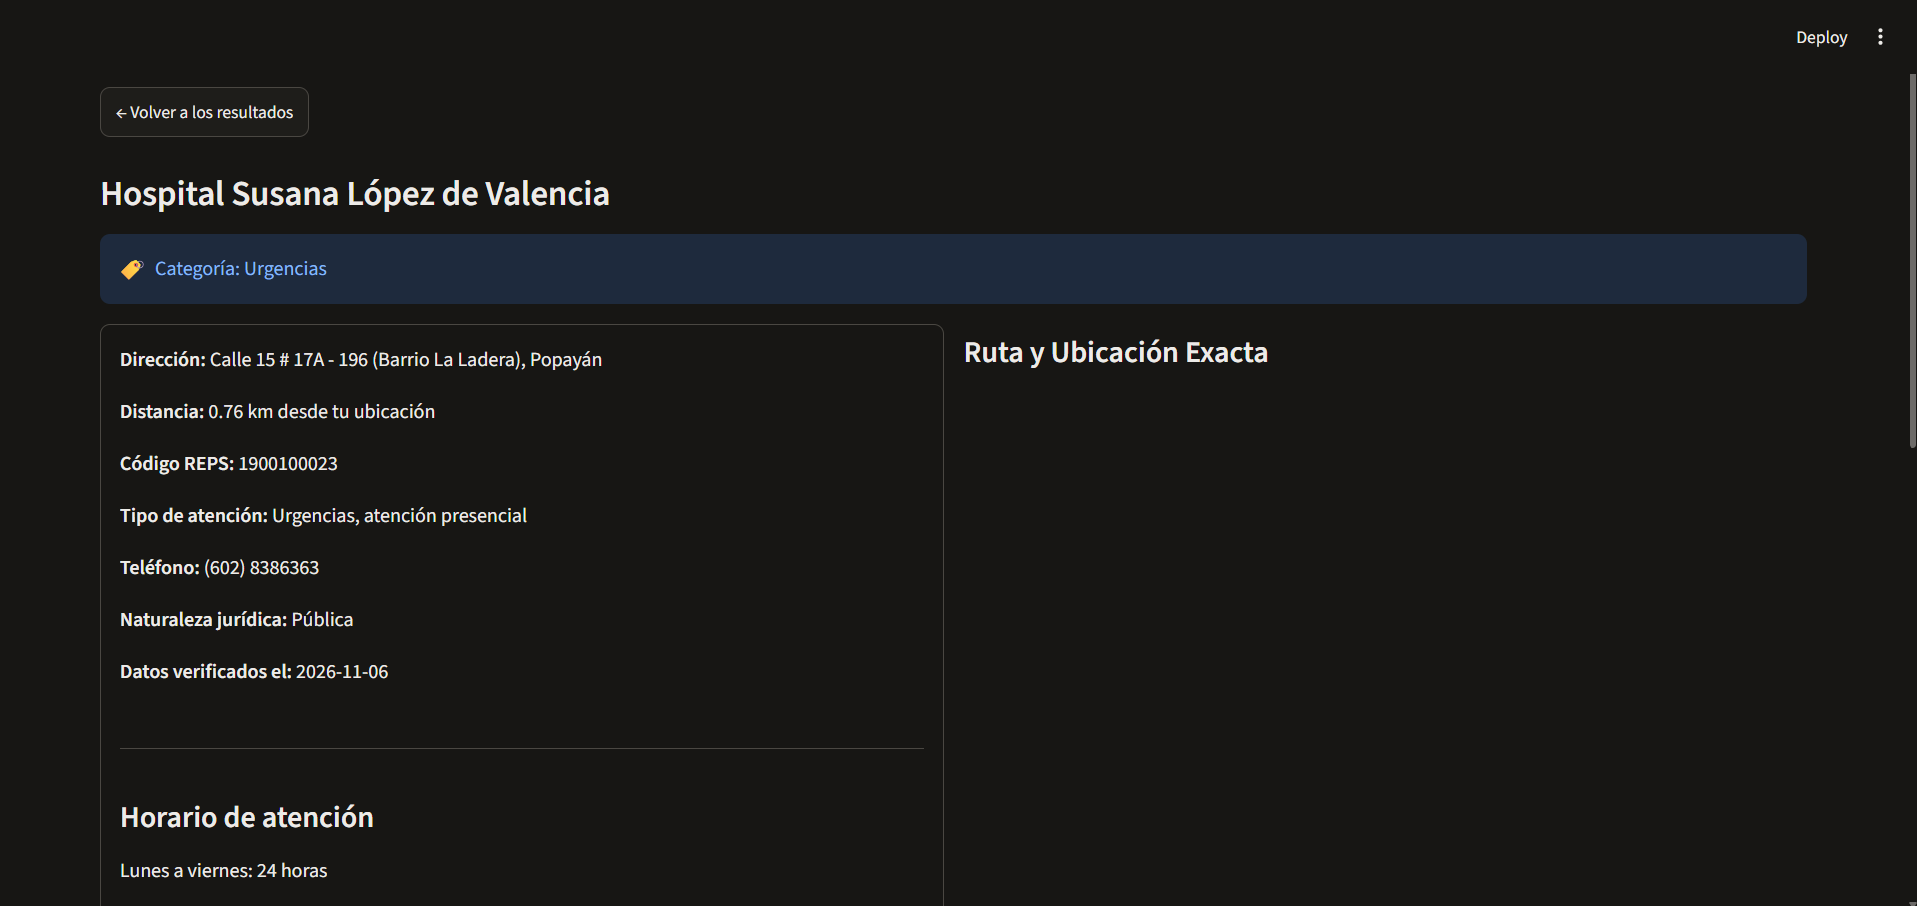 Deploy
← Volver a los resultados
Hospital Susana López de Valencia
Categoría: Urgencias
Dirección: Calle 15 # 17A - 196 (Barrio La Ladera), Popayán
Distancia: 0.76 km desde tu ubicación
Código REPS: 1900100023
Tipo de atención: Urgencias, atención presencial
Teléfono: (602) 8386363
Naturaleza jurídica: Pública
Datos verificados el: 2026-11-06
Horario de atención
Lunes a viernes: 24 horas
Ruta y Ubicación Exacta